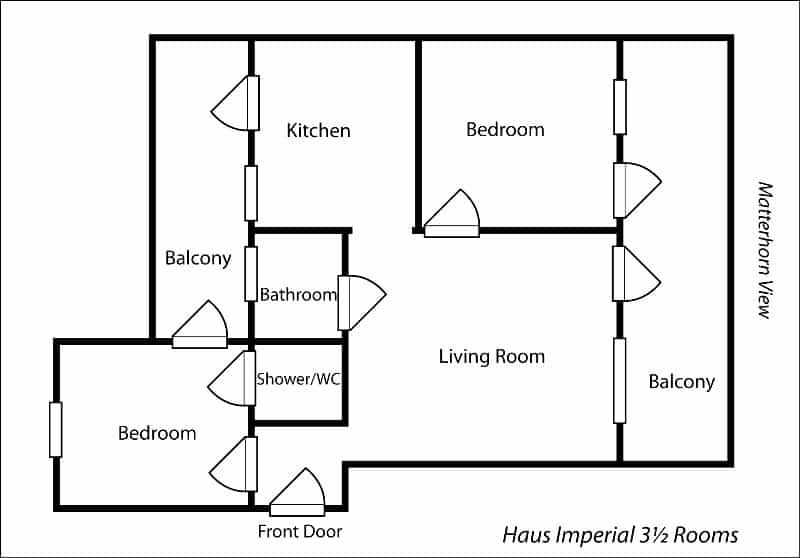 Kitchen
Bedroom
Matterhorn View
Balcony
Bathroom
Living Room
Shower/WC
Balcony
Bedroom
Front Door
Haus Imperial 3½ Rooms